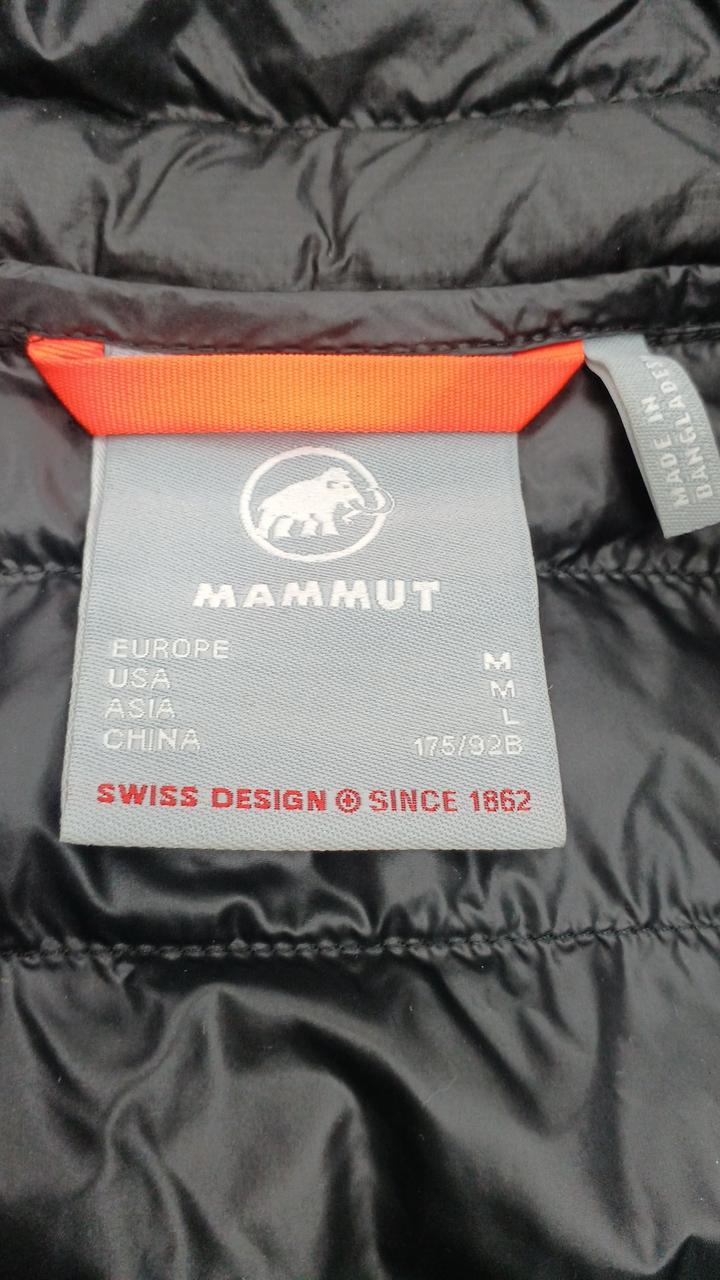 MAMMUT
EUROPE M
USA M
ASIA L
CHINA 175/92B
SWISS DESIGN SINCE 1862
MADE IN
BANGLADESH